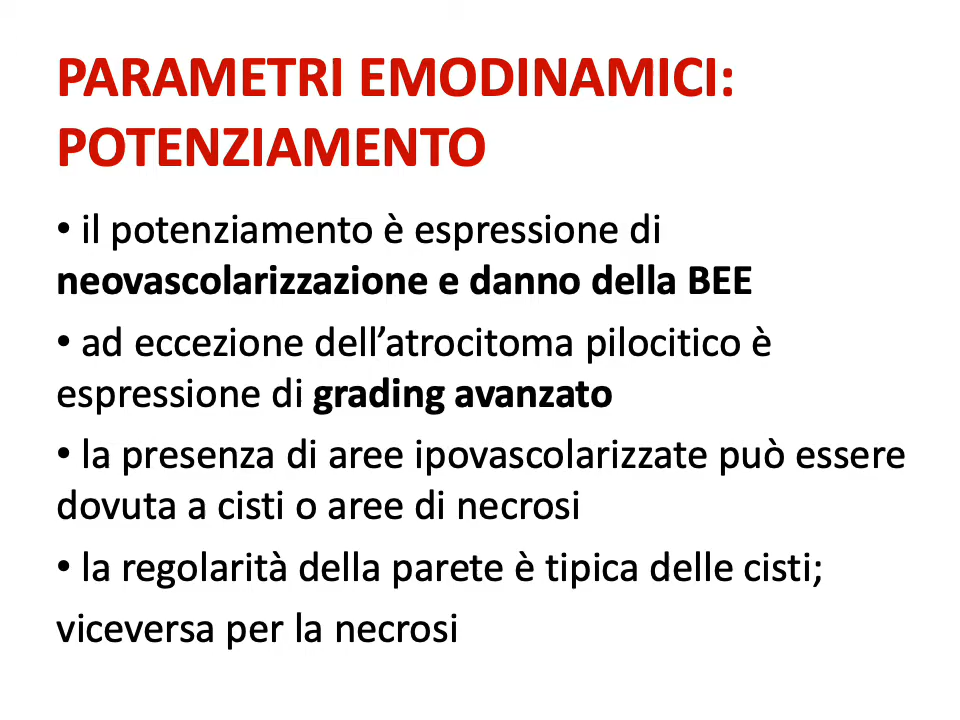 PARAMETRI EMODINAMICI:
POTENZIAMENTO
• il potenziamento è espressione di
neovascolarizzazione e danno della BEE
• ad eccezione dell’atrocitoma pilocitico è
espressione di grading avanzato
• la presenza di aree ipovascolarizzate può essere
dovuta a cisti o aree di necrosi
• la regolarità della parete è tipica delle cisti;
viceversa per la necrosi